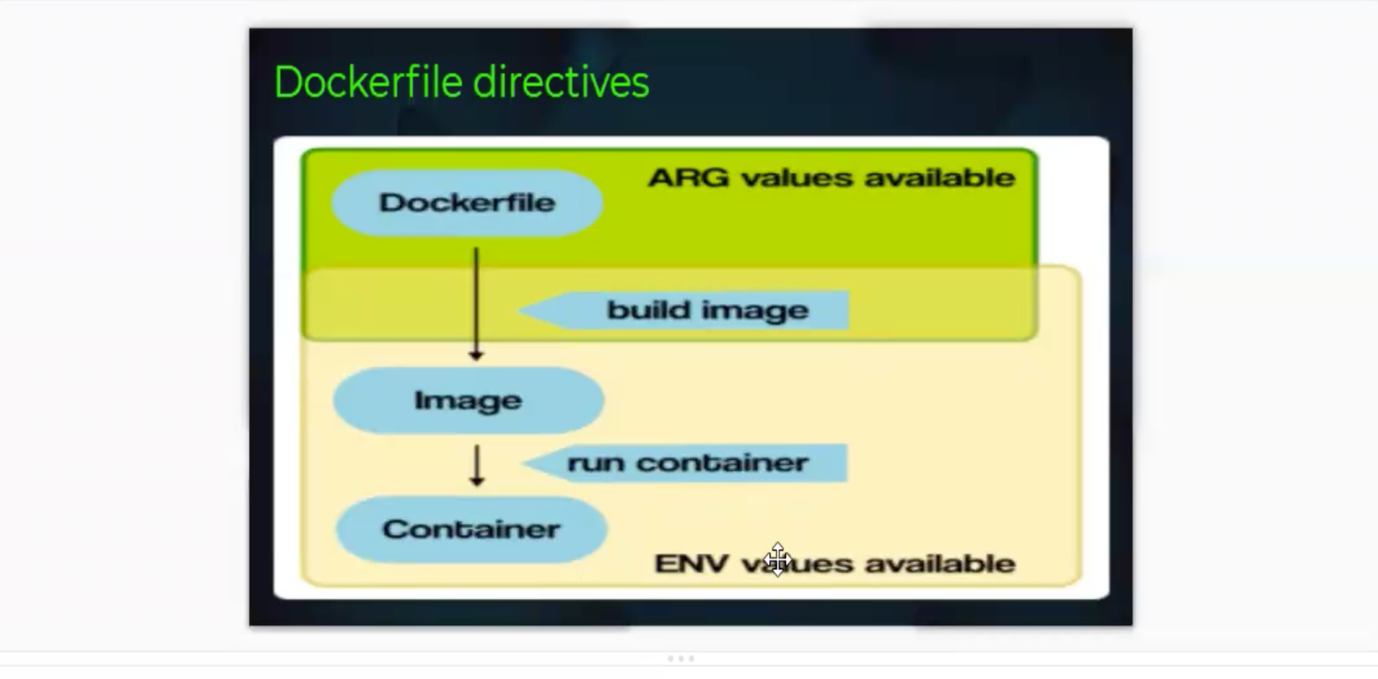 Dockerfile directives
ARG values available
Dockerfile
build image
Image
run container
Container
ENV values available